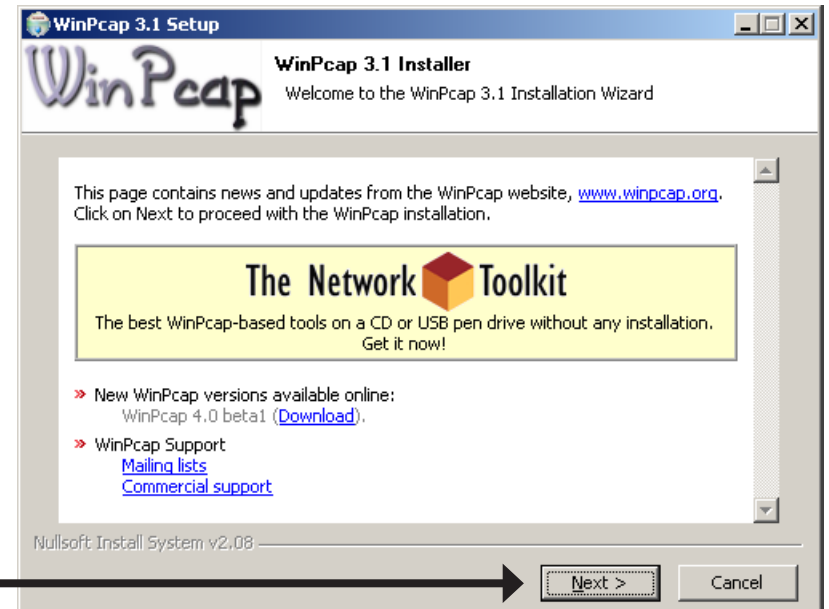 WinPcap 3.1 Setup
WinPcap
WinPcap 3.1 Installer
Welcome to the WinPcap 3.1 Installation Wizard
This page contains news and updates from the WinPcap website, www.winpcap.org.
Click on Next to proceed with the WinPcap installation.
The Network Toolkit
The best WinPcap-based tools on a CD or USB pen drive without any installation.
Get it now!
» New WinPcap versions available online:
WinPcap 4.0 beta1 (Download).
» WinPcap Support
Mailing lists
Commercial support
Nullsoft Install System v2.08
Next >
Cancel